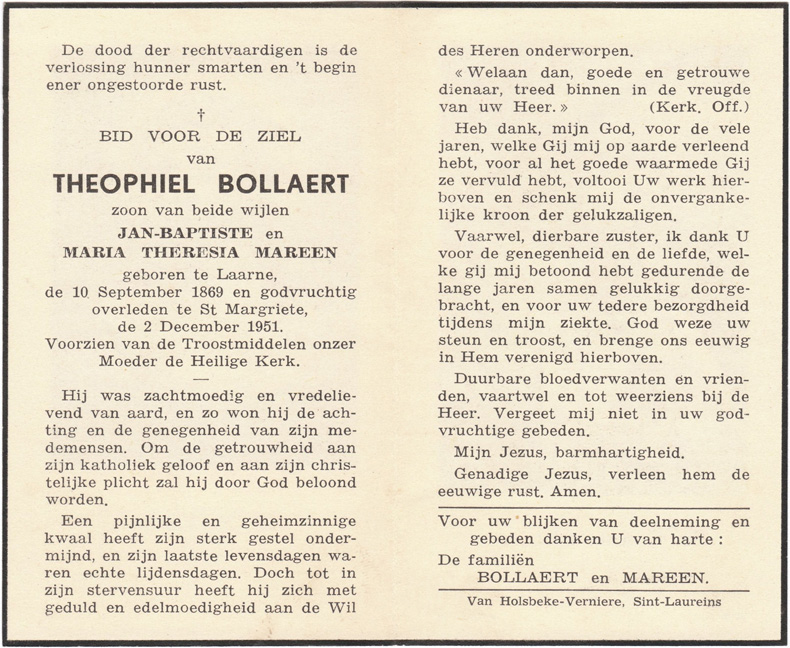 De dood der rechtvaardigen is de
verlossing hunner smarten en 't begin
ener ongestoorde rust.
†
BID VOOR DE ZIEL
van
THEOPHIEL BOLLAERT
zoon van beide wijlen
JAN-BAPTISTE en
MARIA THERESIA MAREEN
geboren te Laarne,
de 10 September 1869 en godvruchtig
overleden te St Margriete,
de 2 December 1951.
Voorzien van de Troostmiddelen onzer
Moeder de Heilige Kerk.
—
Hij was zachtmoedig en vredelie-
vend van aard, en zo won hij de ach-
ting en de genegenheid van zijn me-
demensen. Om de getrouwheid aan
zijn katholiek geloof en aan zijn chris-
telijke plicht zal hij door God beloond
worden.
Een pijnlijke en geheimzinnige
kwaal heeft zijn sterk gestel onder-
mijnd, en zijn laatste levensdagen wa-
ren echte lijdensdagen. Doch tot in
zijn stervensuur heeft hij zich met
geduld en edelmoedigheid aan de Wil
des Heren onderworpen.
« Welaan dan, goede en getrouwe
dienaar, treed binnen in de vreugde
van uw Heer. » (Kerk. Off.)
Heb dank, mijn God, voor de vele
jaren, welke Gij mij op aarde verleend
hebt, voor al het goede waarmede Gij
ze vervuld hebt, voltooi Uw werk hier-
boven en schenk mij de onverganke-
lijke kroon der gelukzaligen.
Vaarwel, dierbare zuster, ik dank U
voor de genegenheid en de liefde, wel-
ke gij mij betoond hebt gedurende de
lange jaren samen gelukkig doorge-
bracht, en voor uw tedere bezorgdheid
tijdens mijn ziekte. God weze uw
steun en troost, en brenge ons eeuwig
in Hem verenigd hierboven.
Duurbare bloedverwanten en vrien-
den, vaartwel en tot weerziens bij de
Heer. Vergeet mij niet in uw god-
vruchtige gebeden.
Mijn Jezus, barmhartigheid.
Genadige Jezus, verleen hem de
eeuwige rust. Amen.
Voor uw blijken van deelneming en
gebeden danken U van harte :
De familiën
BOLLAERT en MAREEN.
Van Holsbeke-Verniere, Sint-Laureins